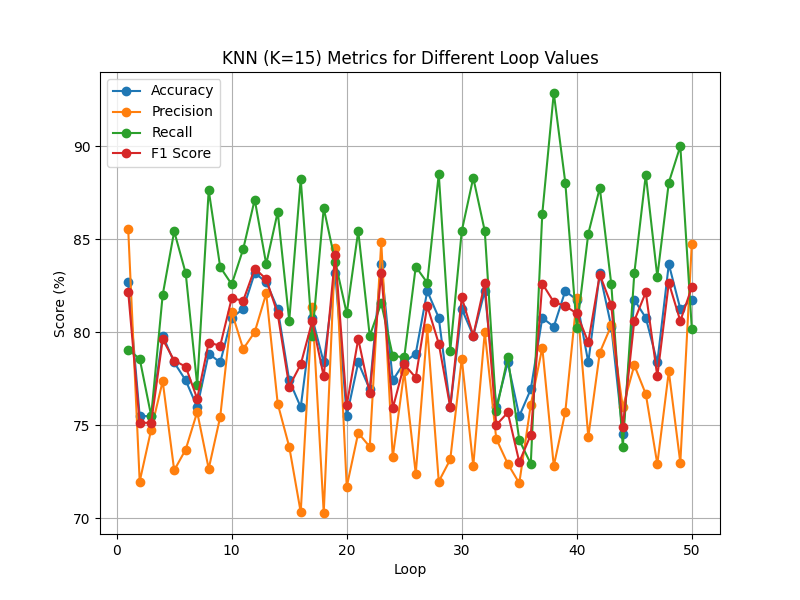 KNN (K=15) Metrics for Different Loop Values
Accuracy
Precision
Recall
F1 Score
Score (%)
90
85
80
75
70
0 10 20 30 40 50
Loop